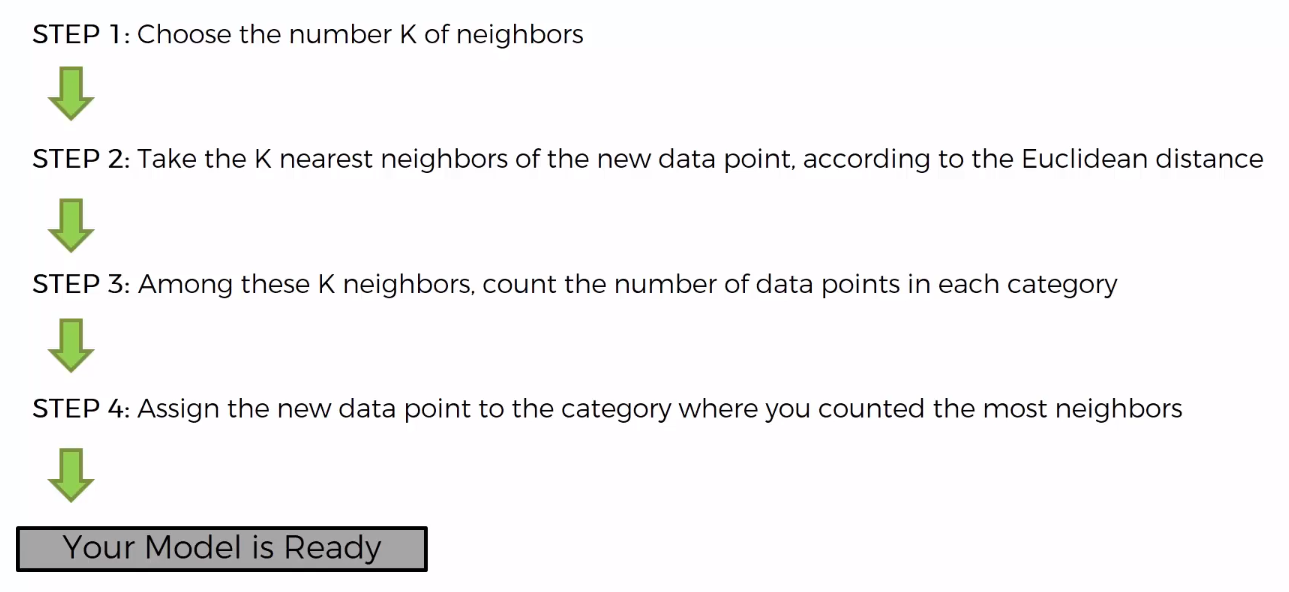 STEP 1: Choose the number K of neighbors
STEP 2: Take the K nearest neighbors of the new data point, according to the Euclidean distance
STEP 3: Among these K neighbors, count the number of data points in each category
STEP 4: Assign the new data point to the category where you counted the most neighbors
Your Model is Ready